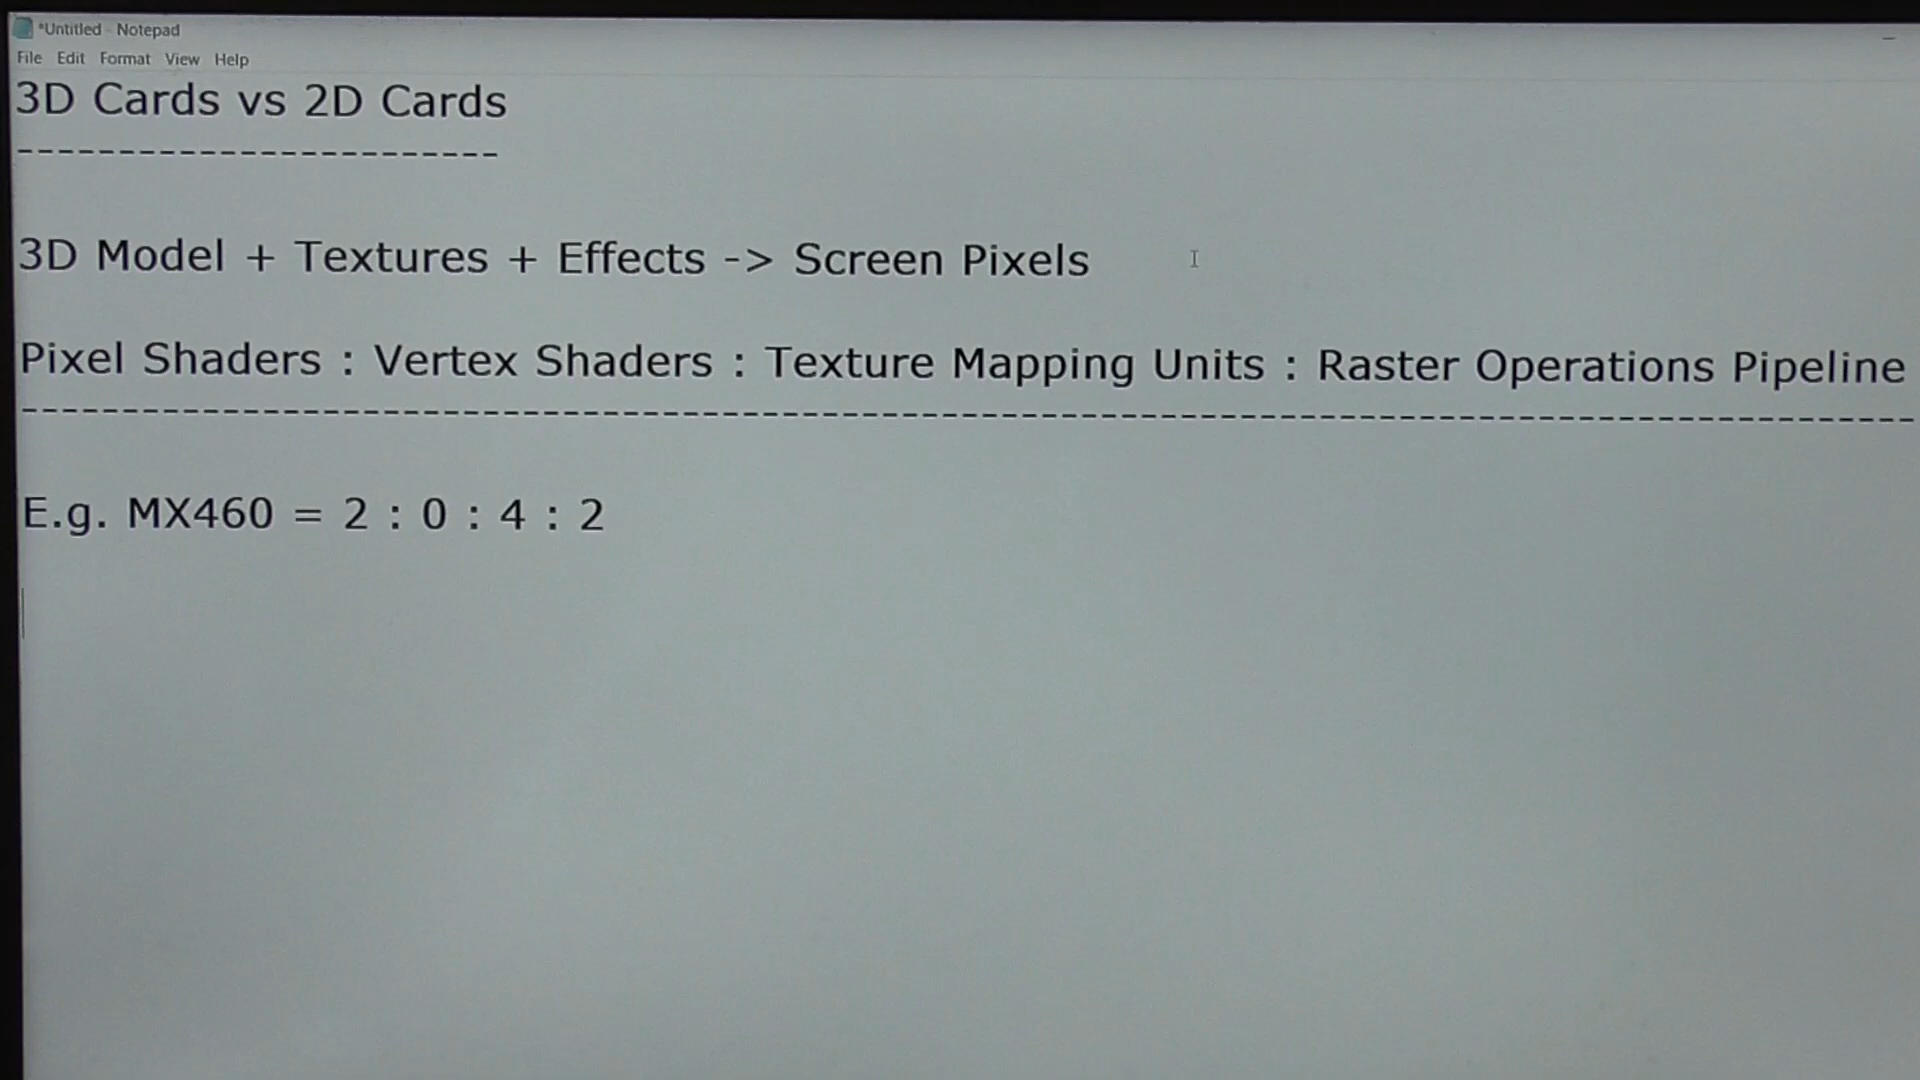 *Untitled - Notepad
File Edit Format View Help
3D Cards vs 2D Cards
------------------------
3D Model + Textures + Effects -> Screen Pixels
Pixel Shaders : Vertex Shaders : Texture Mapping Units : Raster Operations Pipeline
-----------------------------------------------------------------------------------------------
E.g. MX460 = 2 : 0 : 4 : 2